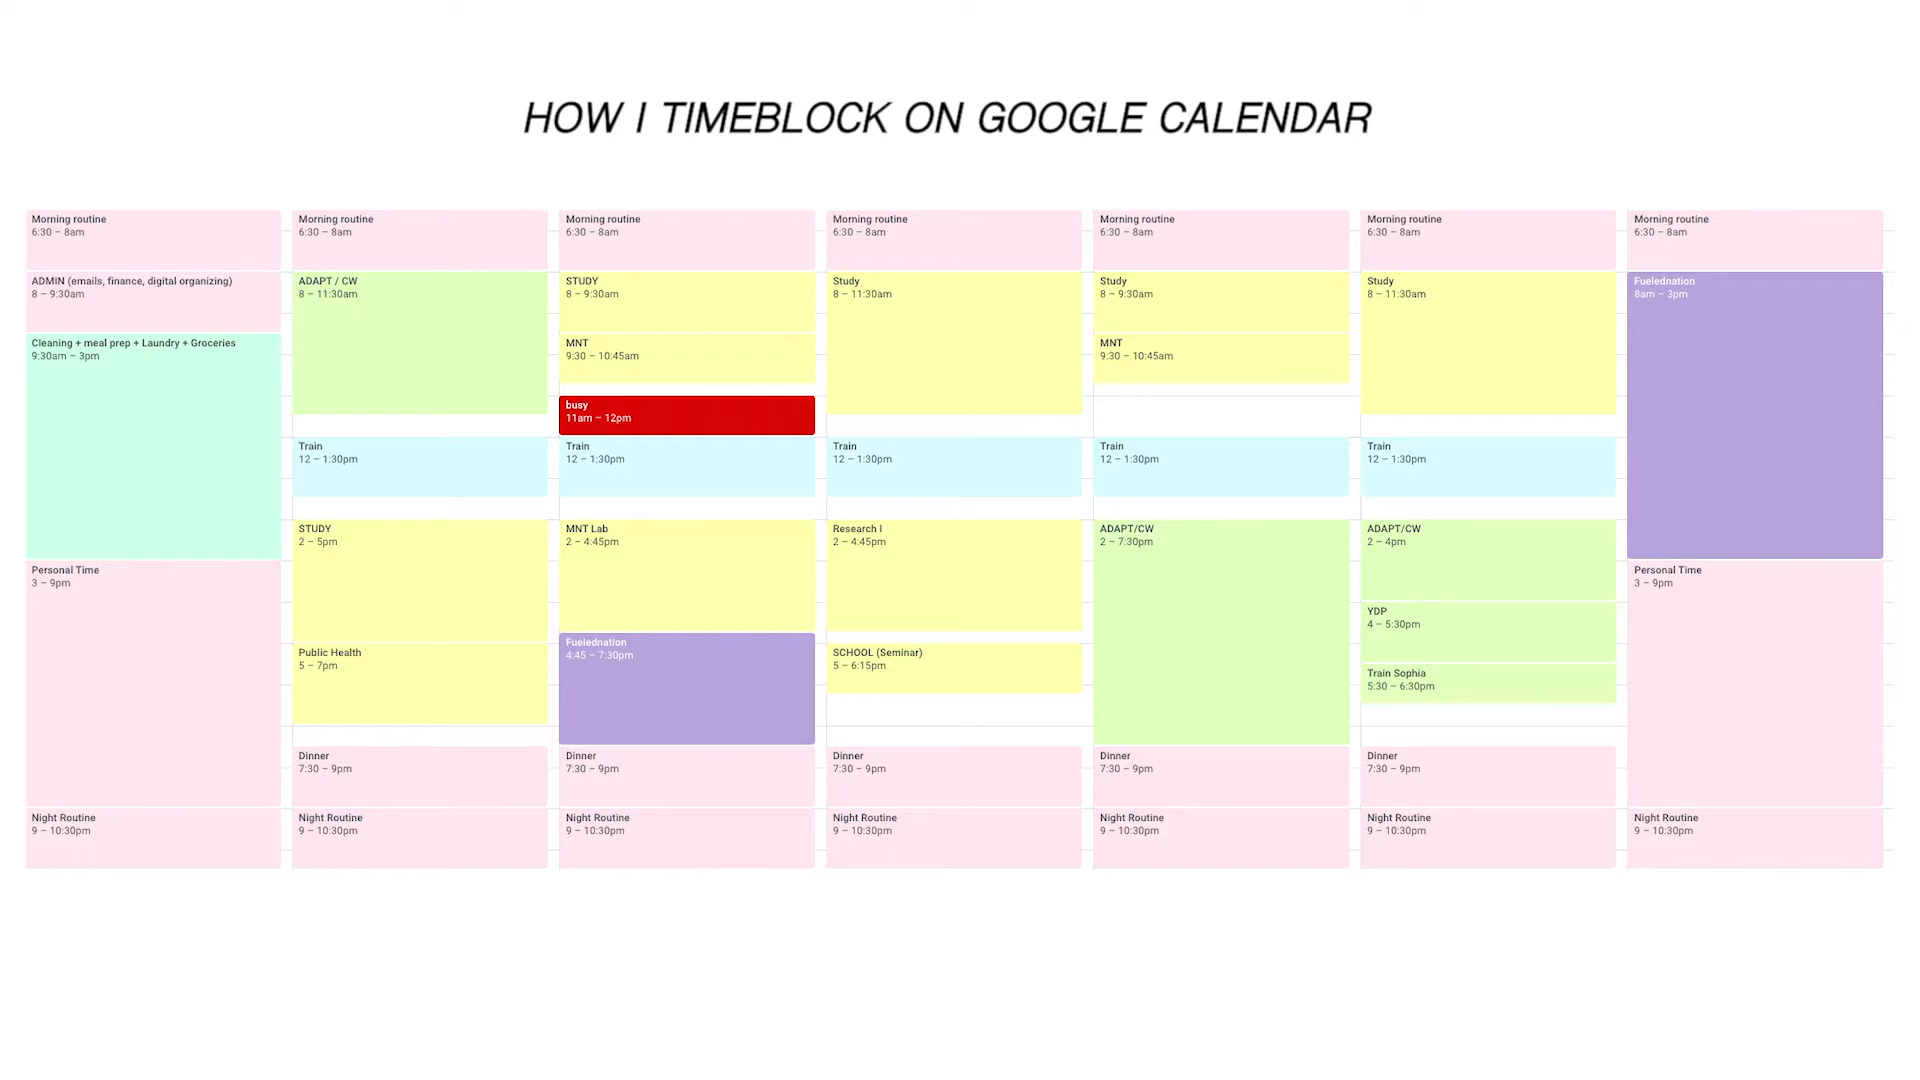 HOW I TIMEBLOCK ON GOOGLE CALENDAR
Morning routine
6:30 – 8am
ADMIN (emails, finance, digital organizing)
8 – 9:30am
Cleaning + meal prep + Laundry + Groceries
9:30am – 3pm
Personal Time
3 – 9pm
Night Routine
9 – 10:30pm
Morning routine
6:30 – 8am
ADAPT / CW
8 – 11:30am
Train
12 – 1:30pm
STUDY
2 – 5pm
Public Health
5 – 7pm
Dinner
7:30 – 9pm
Night Routine
9 – 10:30pm
Morning routine
6:30 – 8am
STUDY
8 – 9:30am
MNT
9:30 – 10:45am
busy
11am – 12pm
Train
12 – 1:30pm
MNT Lab
2 – 4:45pm
Fuelednation
4:45 – 7:30pm
Dinner
7:30 – 9pm
Night Routine
9 – 10:30pm
Morning routine
6:30 – 8am
Study
8 – 11:30am
Train
12 – 1:30pm
Research I
2 – 4:45pm
SCHOOL (Seminar)
5 – 6:15pm
Dinner
7:30 – 9pm
Night Routine
9 – 10:30pm
Morning routine
6:30 – 8am
Study
8 – 9:30am
MNT
9:30 – 10:45am
Train
12 – 1:30pm
ADAPT/CW
2 – 7:30pm
Dinner
7:30 – 9pm
Night Routine
9 – 10:30pm
Morning routine
6:30 – 8am
Study
8 – 11:30am
Train
12 – 1:30pm
ADAPT/CW
2 – 4pm
YDP
4 – 5:30pm
Train Sophia
5:30 – 6:30pm
Dinner
7:30 – 9pm
Night Routine
9 – 10:30pm
Morning routine
6:30 – 8am
Fuelednation
8am – 3pm
Personal Time
3 – 9pm
Night Routine
9 – 10:30pm